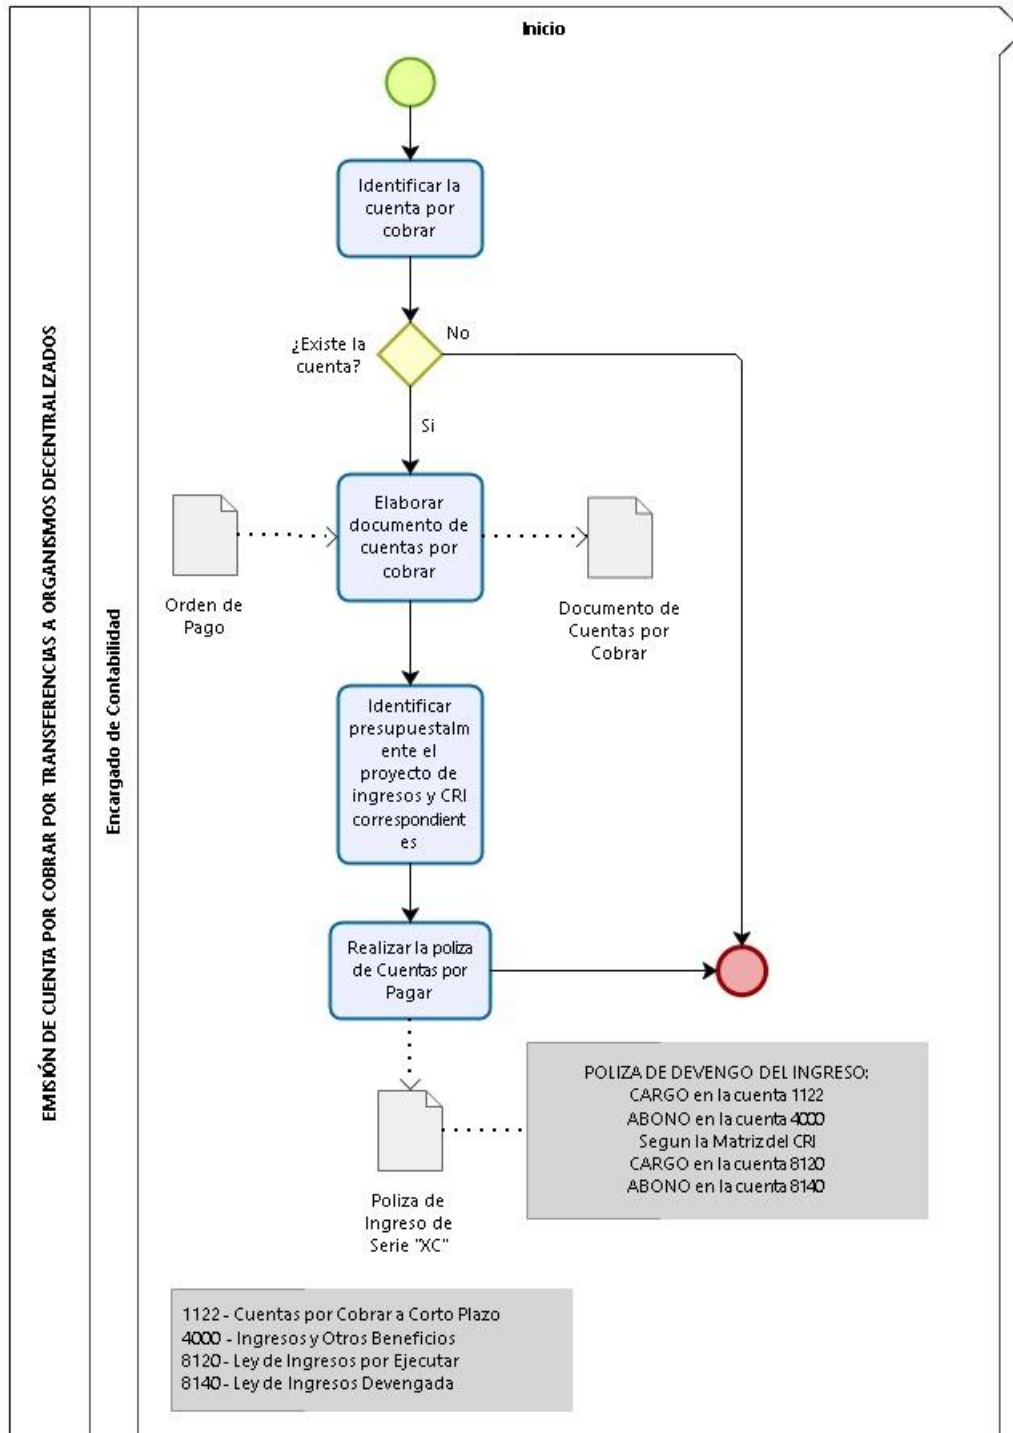 Inicio
EMISIÓN DE CUENTA POR COBRAR POR TRANSFERENCIAS A ORGANISMOS DECENTRALIZADOS
Encargado de Contabilidad
Identificar la
cuenta por
cobrar
¿Existe la
cuenta?
No
Si
Elaborar
documento de
cuentas por
cobrar
Orden de
Pago
Documento de
Cuentas por
Cobrar
Identificar
presupuestalm
ente el
proyecto de
ingresos y CRI
correspondient
es
Realizar la poliza
de Cuentas por
Pagar
POLIZA DE DEVENGO DEL INGRESO:
CARGO en la cuenta 1122
ABONO en la cuenta 4000
Segun la Matriz del CRI
CARGO en la cuenta 8120
ABONO en la cuenta 8140
Poliza de
Ingreso de
Serie "XC"
1122 - Cuentas por Cobrar a Corto Plazo
4000 - Ingresos y Otros Beneficios
8120 - Ley de Ingresos por Ejecutar
8140 - Ley de Ingresos Devengada